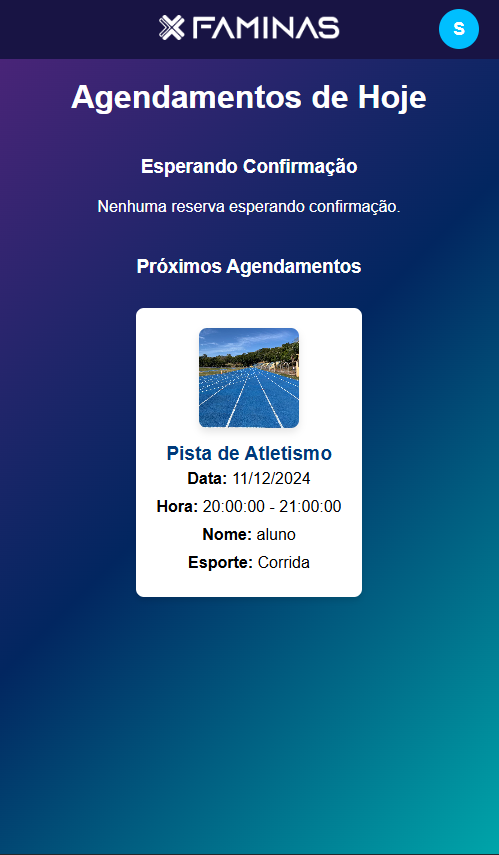 FAMINAS
S
Agendamentos de Hoje
Esperando Confirmação
Nenhuma reserva esperando confirmação.
Próximos Agendamentos
Pista de Atletismo
Data: 11/12/2024
Hora: 20:00:00 - 21:00:00
Nome: aluno
Esporte: Corrida